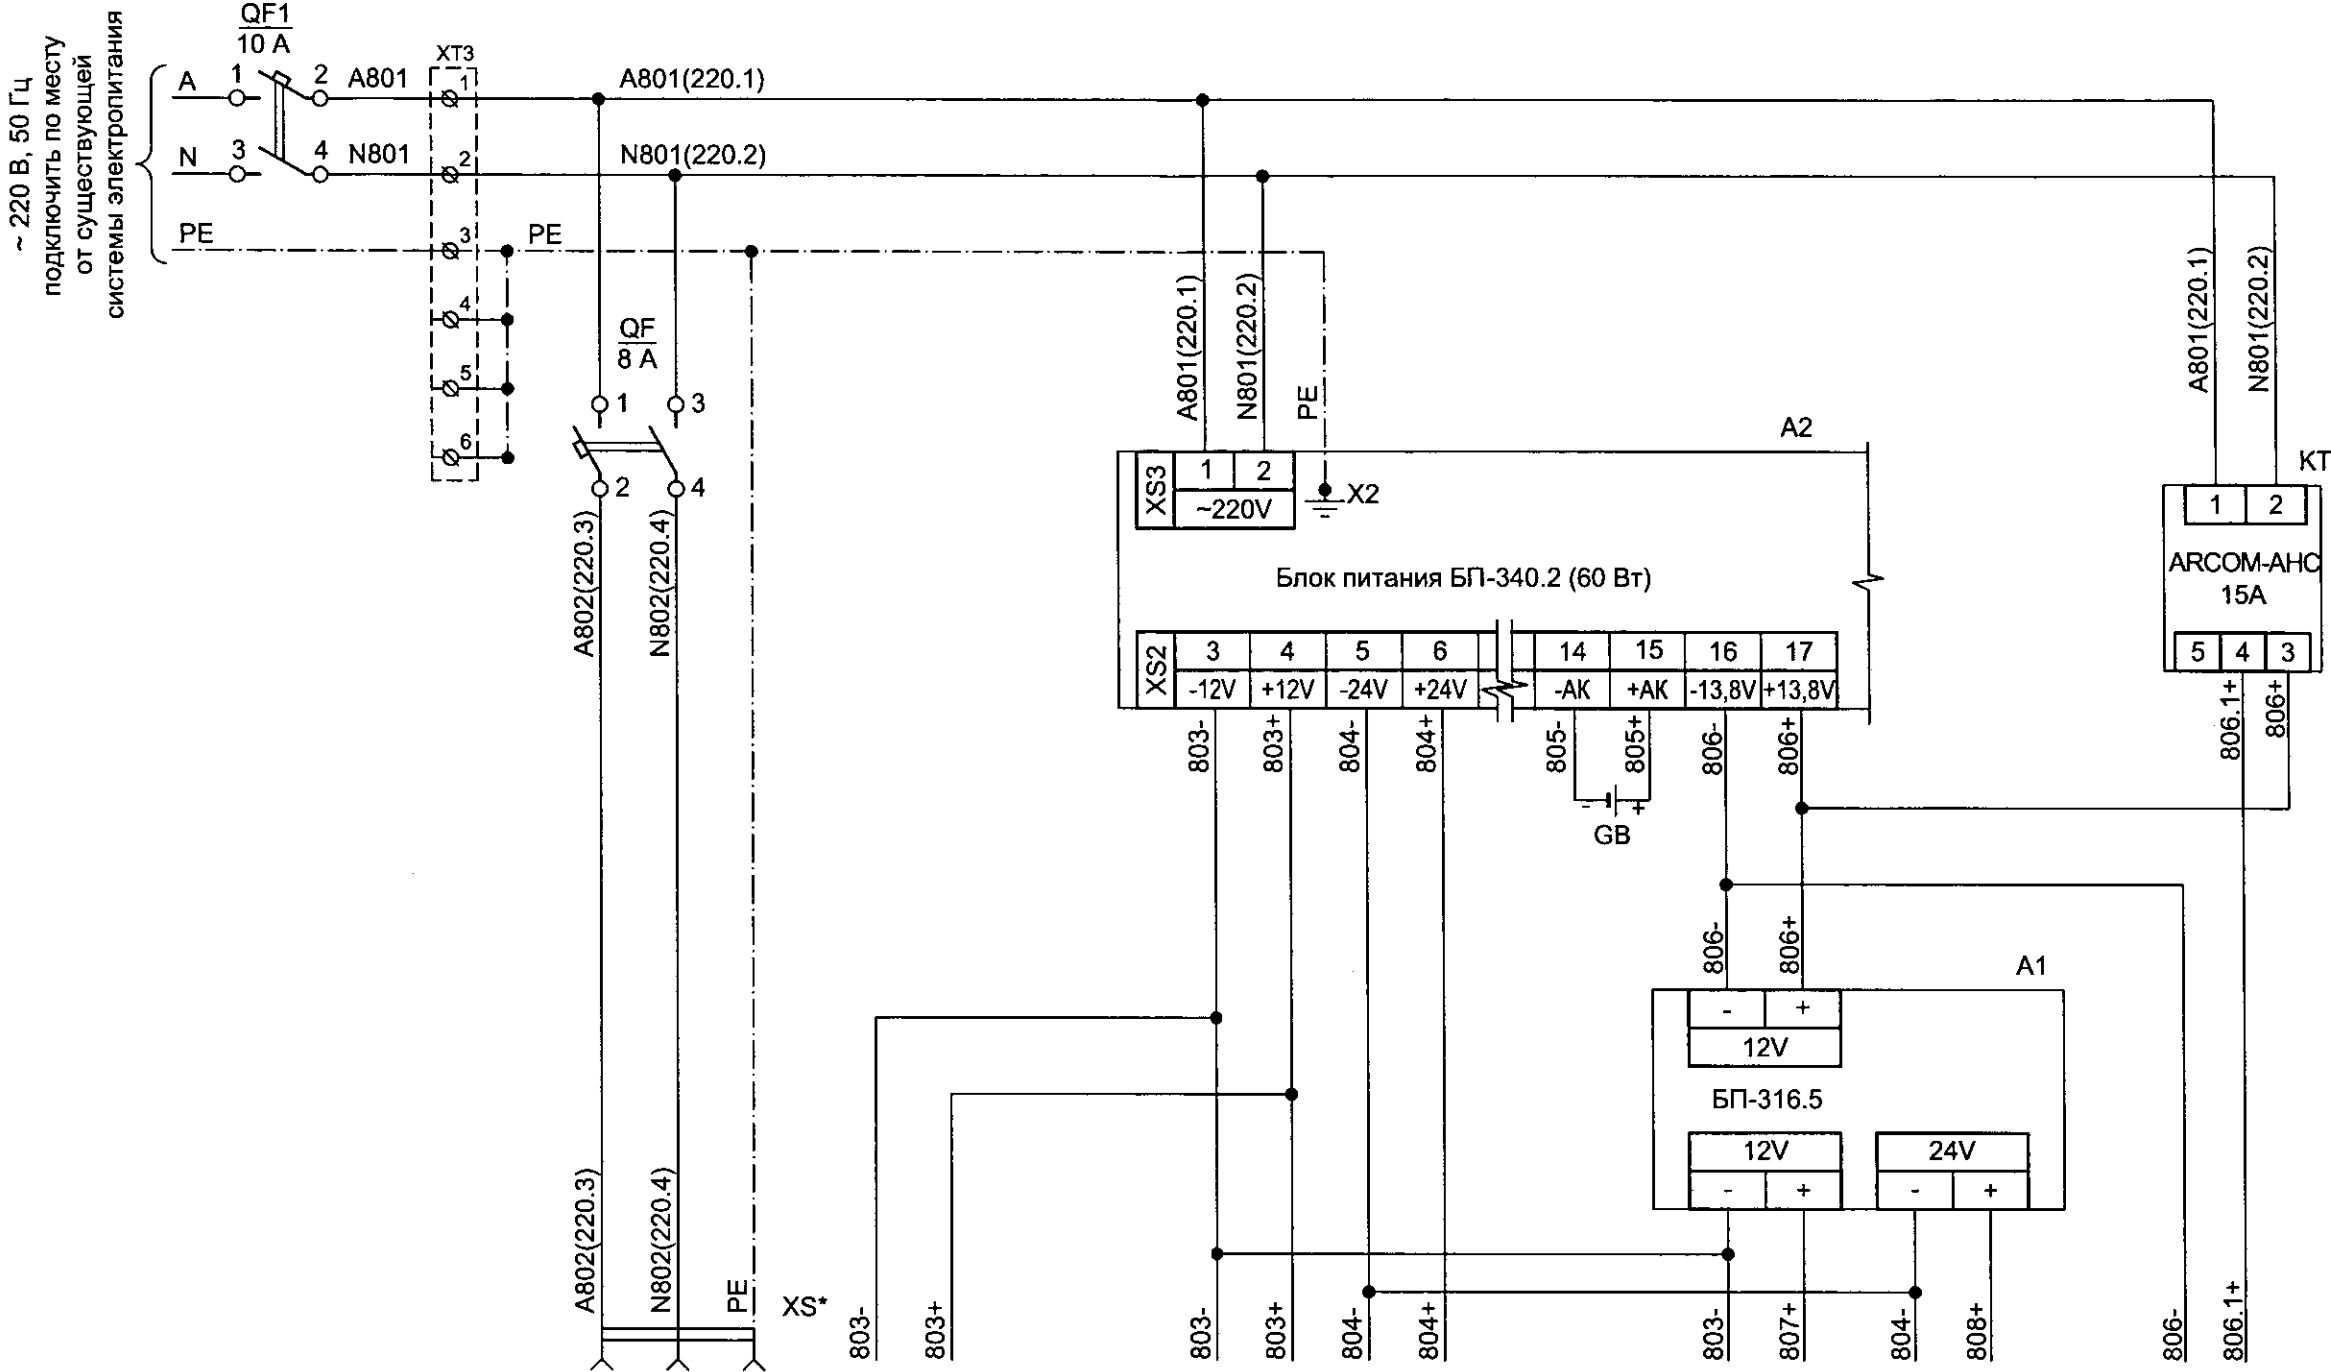 ~ 220 В, 50 Гц
подключить по месту
от существующей
системы электропитания
QF1
10 А
A
1
2
A801
XT3
1
A801(220.1)
N
3
4
N801
2
N801(220.2)
PE
3
PE
4
5
6
QF
8 А
1
3
2
4
A802(220.3)
N802(220.4)
A801(220.1)
N801(220.2)
PE
A801(220.1)
N801(220.2)
A2
XS3
1
2
~220V
X2
Блок питания БП-340.2 (60 Вт)
XS2
3
4
5
6
14
15
16
17
-12V
+12V
-24V
+24V
-АК
+АК
-13,8V
+13,8V
KT
1
2
ARCOM-AHC
15A
5
4
3
803-
803+
804-
804+
805-
805+
806-
806+
806.1+
806+
-
+
GB
806-
806+
A1
-
+
12V
БП-316.5
12V
24V
-
+
-
+
A802(220.3)
N802(220.4)
PE
XS*
803-
803+
803-
803+
804-
804+
803-
807+
804-
808+
806-
806.1+